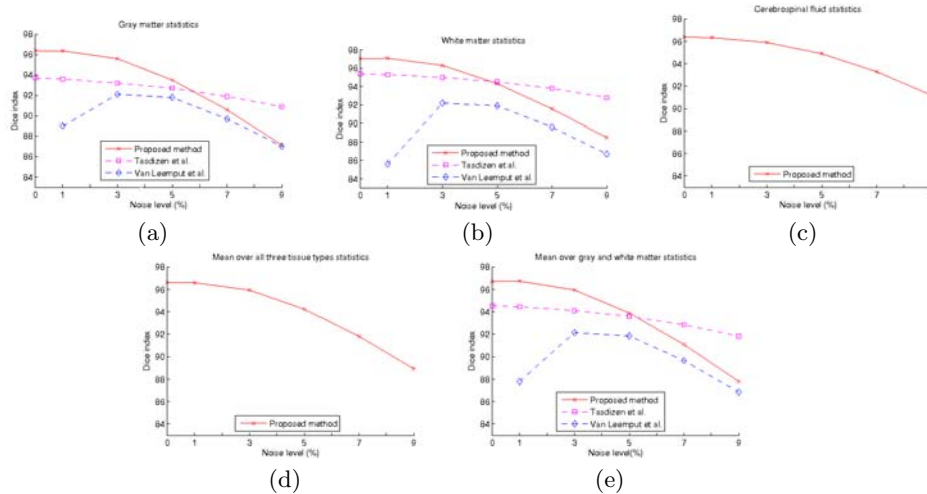 Gray matter statistics
98
96
94
92
90
88
86
84
Dice index
Proposed method
Tasdizen et al.
Van Leemput et al.
0 1 3 5 7 9
Noise level (%)
(a)
White matter statistics
98
96
94
92
90
88
86
84
Dice index
Proposed method
Tasdizen et al.
Van Leemput et al.
0 1 3 5 7 9
Noise level (%)
(b)
Cerebrospinal fluid statistics
98
96
94
92
90
88
86
84
Dice index
Proposed method
0 1 3 5 7
Noise level (%)
(c)
Mean over all three tissue types statistics
98
96
94
92
90
88
86
84
Dice index
Proposed method
0 1 3 5 7 9
Noise level (%)
(d)
Mean over gray and white matter statistics
98
96
94
92
90
88
86
84
Dice index
Proposed method
Tasdizen et al.
Van Leemput et al.
0 1 3 5 7 9
Noise level(%)
(e)